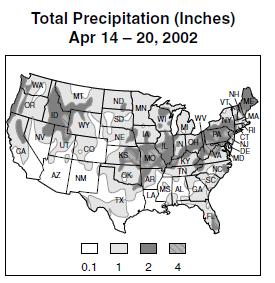 Total Precipitation (Inches)
Apr 14 – 20, 2002
WA
MT
ND
MN
OR
ID
WY
SD
WI
MI
NY
VT
NH
ME
MA
RI
CT
NJ
DE
MD
NV
UT
CO
NE
IA
IL
IN
OH
PA
WV
VA
CA
KS
MO
KY
NC
AZ
NM
OK
AR
TN
SC
TX
LA
MS
AL
GA
FL
0.1 1 2 4